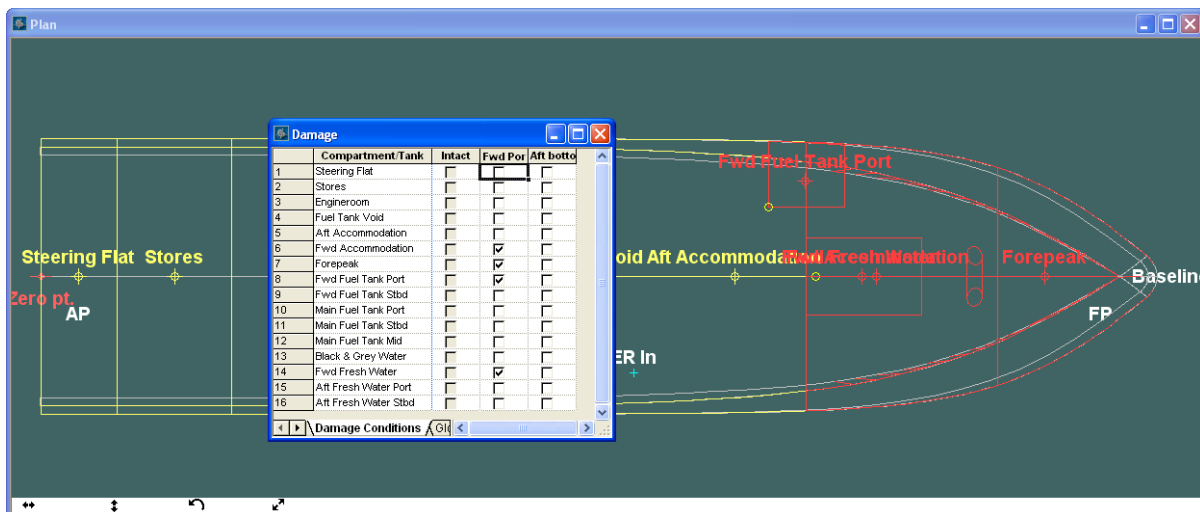 Plan
Damage
Compartment/Tank Intact Fwd Por Aft botto
1 Steering Flat
2 Stores
3 Engineroom
4 Fuel Tank Void
5 Aft Accommodation
6 Fwd Accommodation
7 Forepeak
8 Fwd Fuel Tank Port
9 Fwd Fuel Tank Stbd
10 Main Fuel Tank Port
11 Main Fuel Tank Stbd
12 Main Fuel Tank Mid
13 Black & Grey Water
14 Fwd Fresh Water
15 Aft Fresh Water Port
16 Aft Fresh Water Stbd
Damage Conditions Glo
Fwd Fuel Tank Port
Steering Flat Stores
oid Aft Accommodation
Forepeak
Baseline
Zero pt.
AP
FP
ER In